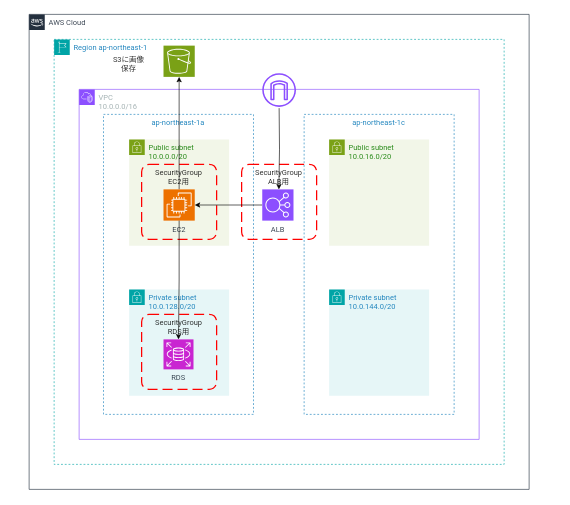 aws
AWS Cloud
Region ap-northeast-1
S3に画像
保存
VPC
10.0.0.0/16
ap-northeast-1a
ap-northeast-1c
Public subnet
10.0.0.0/20
Public subnet
10.0.16.0/20
SecurityGroup
EC2用
SecurityGroup
ALB用
EC2
ALB
Private subnet
10.0.128.0/20
Private subnet
10.0.144.0/20
SecurityGroup
RDS用
RDS